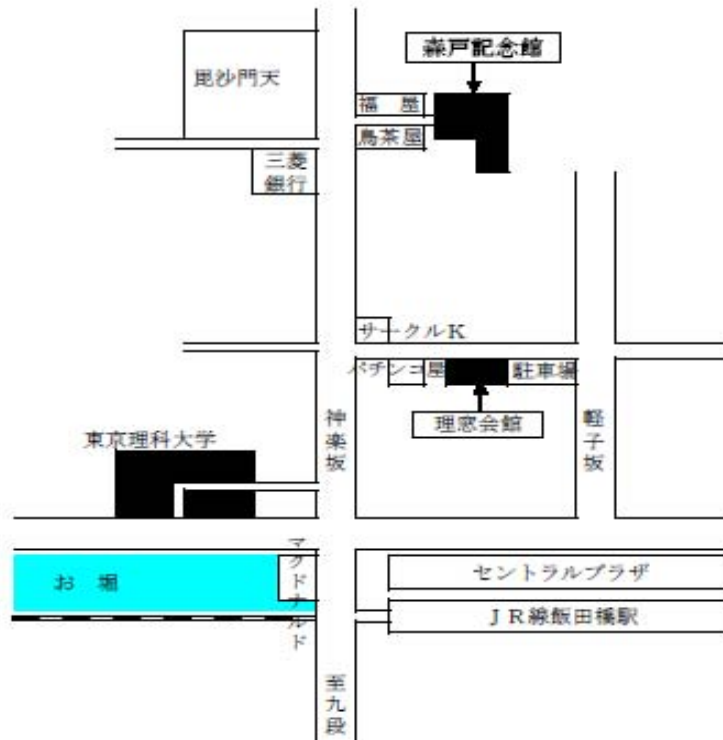 森戸記念館
毘沙門天
福 屋
鳥茶屋
三菱
銀行
サークルK
パチンコ屋
駐車場
理窓会館
神楽坂
軽子坂
東京理科大学
マクドナルド
お 堀
セントラルプラザ
JR線飯田橋駅
至九段